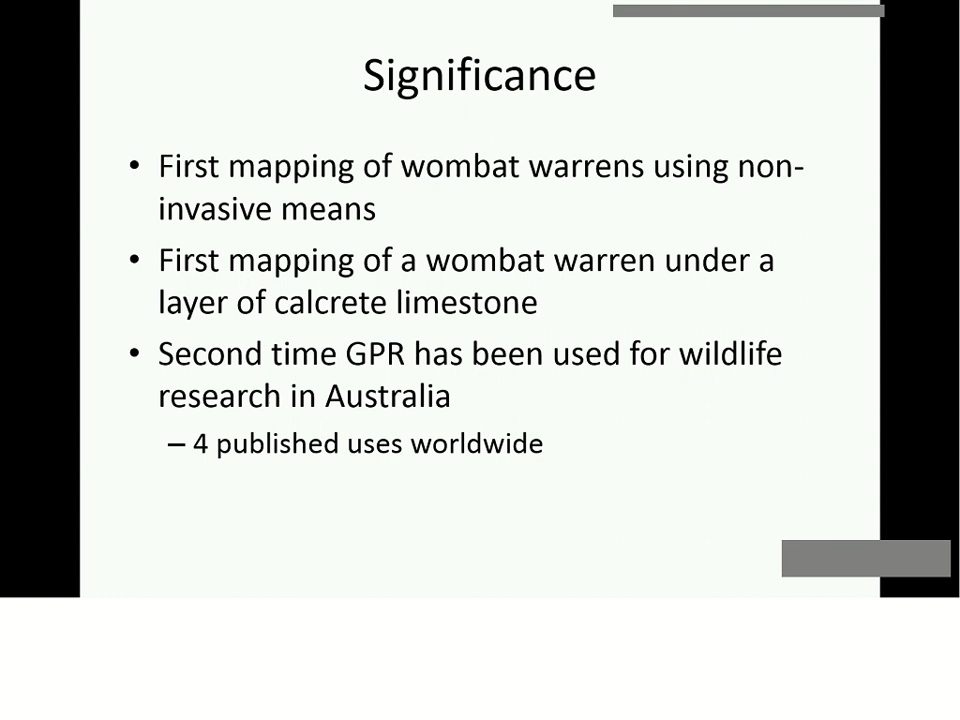 Significance
• First mapping of wombat warrens using non-
invasive means
• First mapping of a wombat warren under a
layer of calcrete limestone
• Second time GPR has been used for wildlife
research in Australia
– 4 published uses worldwide